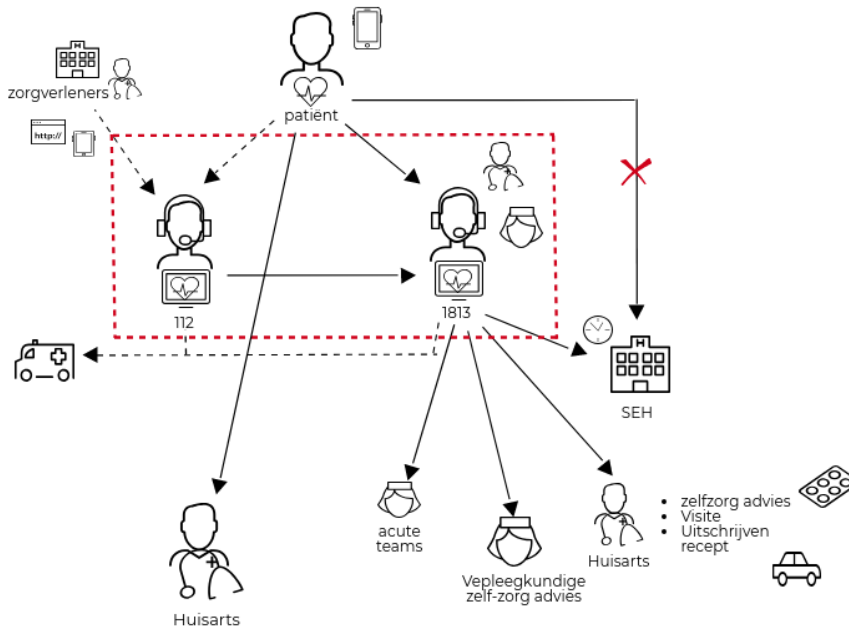 zorgverleners
patiënt
http://
112
1813
H
H
SEH
acute
teams
Vepleegkundige
zelf-zorg advies
Huisarts
• zelfzorg advies
• Visite
• Uitschrijven
recept
Huisarts